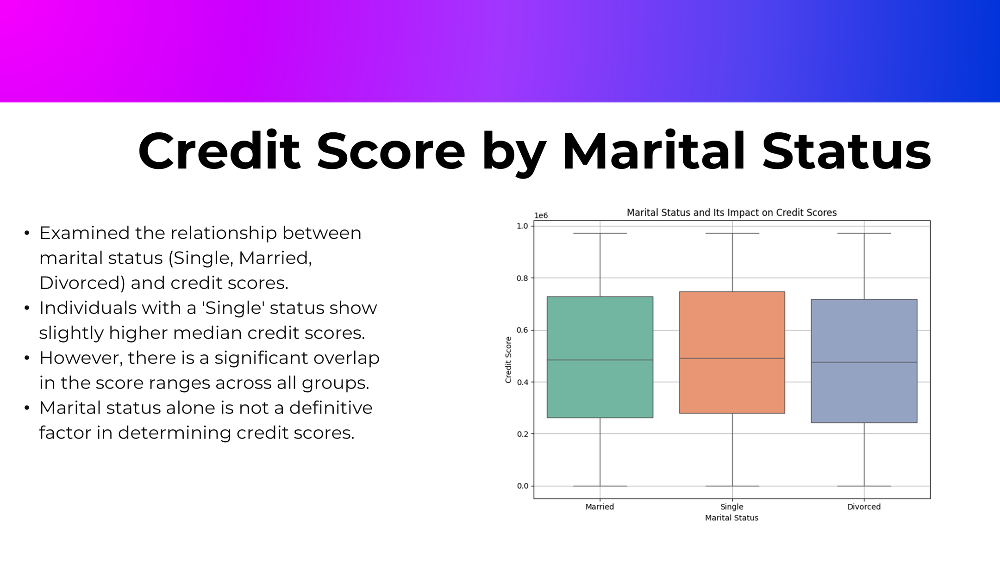 Credit Score by Marital Status
• Examined the relationship between
marital status (Single, Married,
Divorced) and credit scores.
• Individuals with a 'Single' status show
slightly higher median credit scores.
• However, there is a significant overlap
in the score ranges across all groups.
• Marital status alone is not a definitive
factor in determining credit scores.
Marital Status and Its Impact on Credit Scores
1e6
1.0
0.8
0.6
0.4
0.2
0.0
Credit Score
Married Single Divorced
Marital Status